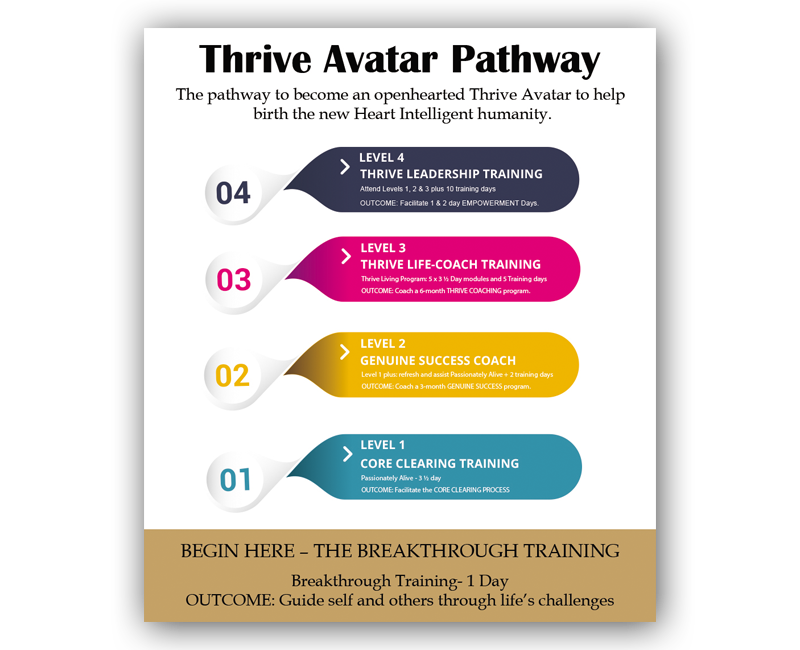 Thrive Avatar Pathway
The pathway to become an openhearted Thrive Avatar to help
birth the new Heart Intelligent humanity.
04
LEVEL 4
THRIVE LEADERSHIP TRAINING
Attend Levels 1, 2 & 3 plus 10 training days
OUTCOME: Facilitate 1 & 2 day EMPOWERMENT Days.
03
LEVEL 3
THRIVE LIFE-COACH TRAINING
Thrive Living Program: 5 x 3 ½ Day modules and 5 Training days
OUTCOME: Coach a 6-month THRIVE COACHING program.
02
LEVEL 2
GENUINE SUCCESS COACH
Level 1 plus: refresh and assist Passionately Alive + 2 training days
OUTCOME: Coach a 3-month GENUINE SUCCESS program.
01
LEVEL 1
CORE CLEARING TRAINING
Passionately Alive - 3 ½ day
OUTCOME: Facilitate the CORE CLEARING PROCESS
BEGIN HERE – THE BREAKTHROUGH TRAINING
Breakthrough Training- 1 Day
OUTCOME: Guide self and others through life's challenges